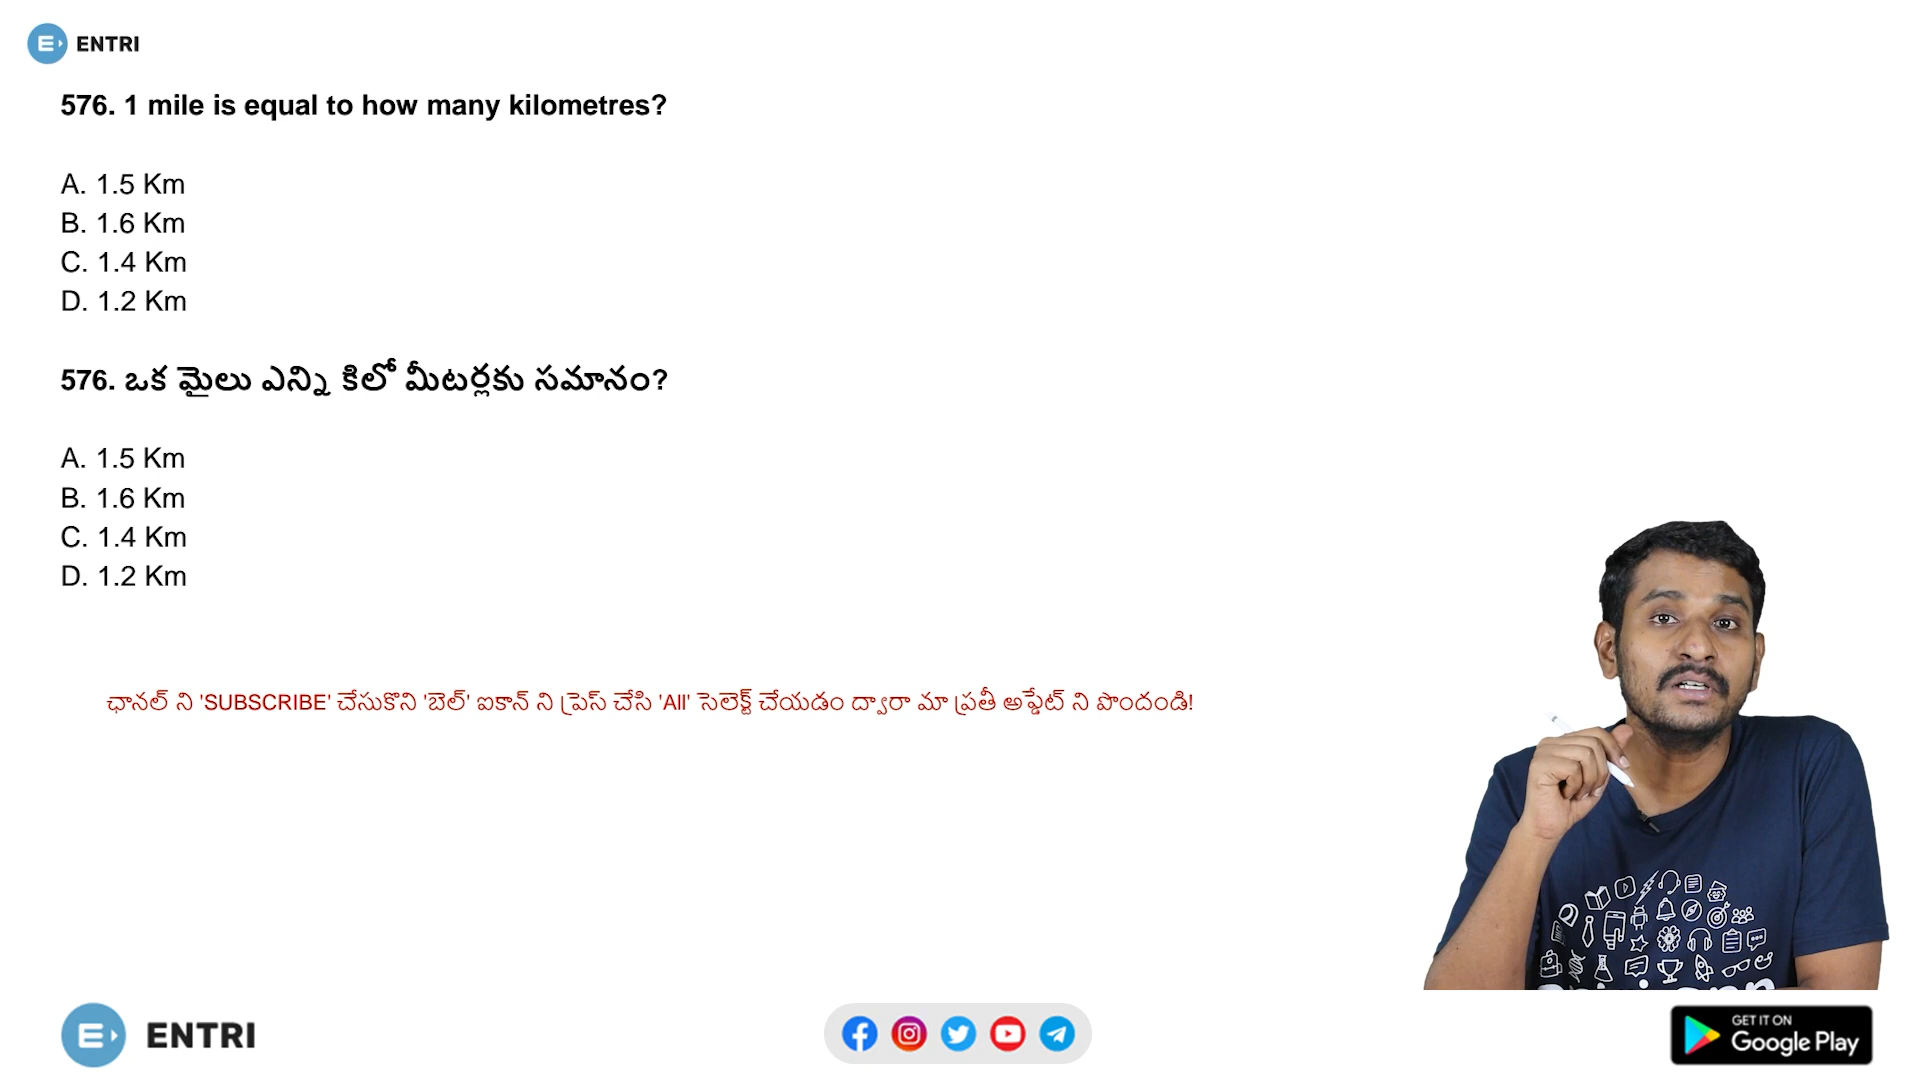 ENTRI
576. 1 mile is equal to how many kilometres?
A. 1.5 Km
B. 1.6 Km
C. 1.4 Km
D. 1.2 Km
576. ఒక మైలు ఎన్ని కిలో మీటర్లకు సమానం?
A. 1.5 Km
B. 1.6 Km
C. 1.4 Km
D. 1.2 Km
ఛానల్ ని 'SUBSCRIBE' చేసుకొని 'బెల్' ఐకాన్ ని ప్రెస్ చేసి 'All' సెలెక్ట్ చేయడం ద్వారా మా ప్రతీ అప్డేట్ ని పొందండి!
ENTRI
GET IT ON
Google Play